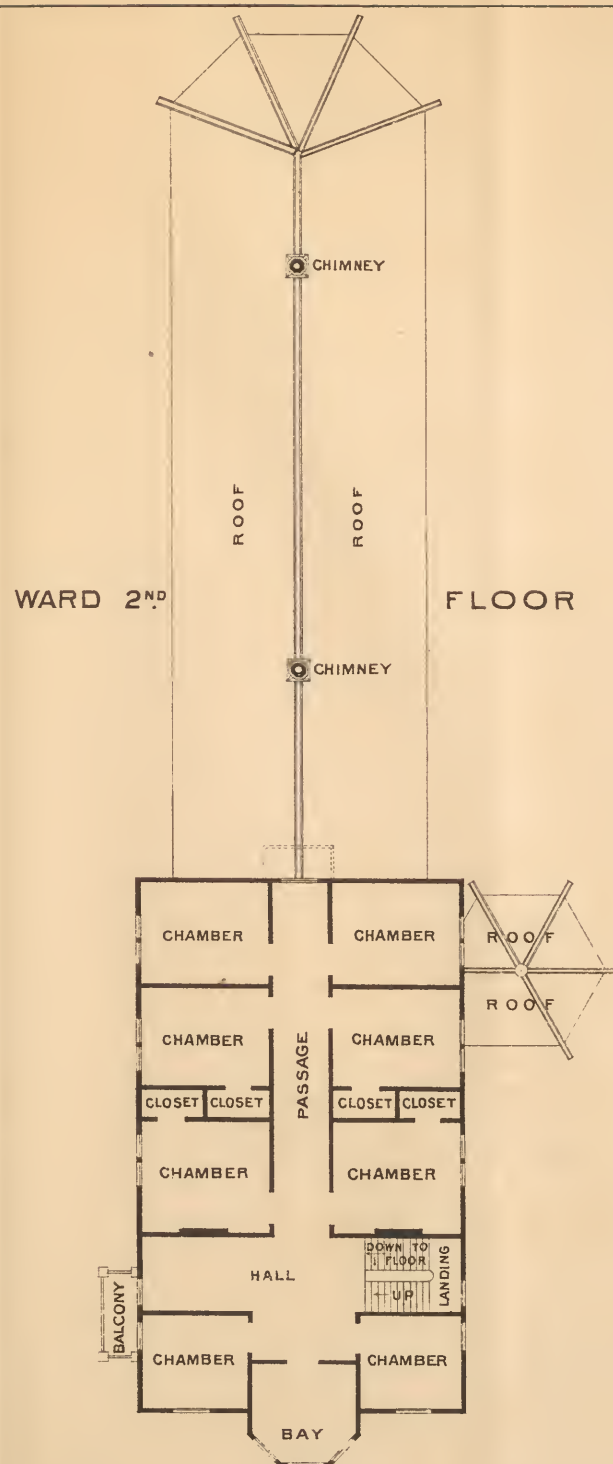 CHIMNEY
ROOF
ROOF
WARD 2ND.
FLOOR
CHIMNEY
CHAMBER
CHAMBER
ROOF
ROOF
CHAMBER
PASSAGE
CHAMBER
CLOSET
CLOSET
CLOSET
CLOSET
CHAMBER
CHAMBER
HALL
DOWN TO
1 FLOOR
UP
LANDING
BALCONY
CHAMBER
CHAMBER
BAY